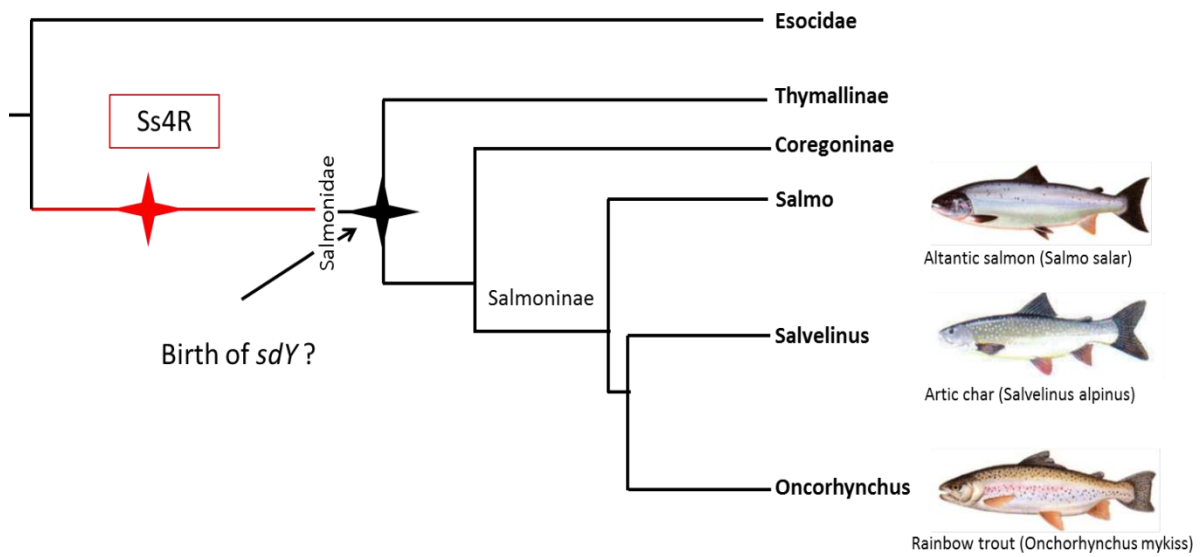 Esocidae
Ss4R
Thymallinae
Coregoninae
Salmonidae
Salmo
Altantic salmon (Salmo salar)
Salmoninae
Birth of sdY ?
Salvelinus
Artic char (Salvelinus alpinus)
Oncorhynchus
Rainbow trout (Onchorhynchus mykiss)